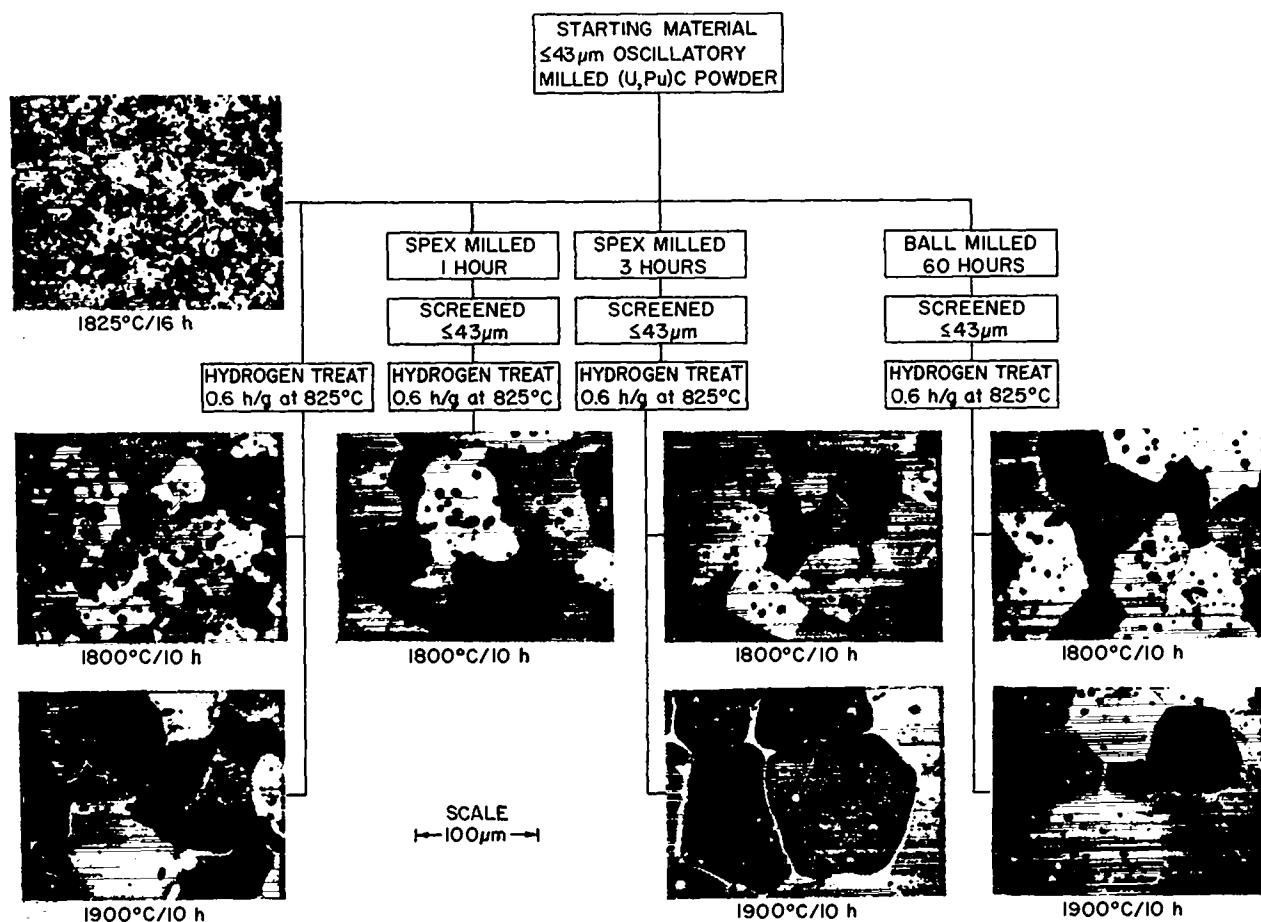 STARTING MATERIAL
≤43μm OSCILLATORY
MILLED (U,Pu)C POWDER
1825°C/16 h
SPEX MILLED
1 HOUR
SPEX MILLED
3 HOURS
BALL MILLED
60 HOURS
SCREENED
≤43μm
SCREENED
≤43μm
SCREENED
≤43μm
HYDROGEN TREAT
0.6 h/g at 825°C
HYDROGEN TREAT
0.6 h/g at 825°C
HYDROGEN TREAT
0.6 h/g at 825°C
HYDROGEN TREAT
0.6 h/g at 825°C
1800°C/10 h
1800°C/10 h
1800°C/10 h
1800°C/10 h
SCALE
100μm
1900°C/10 h
1900°C/10 h
1900°C/10 h